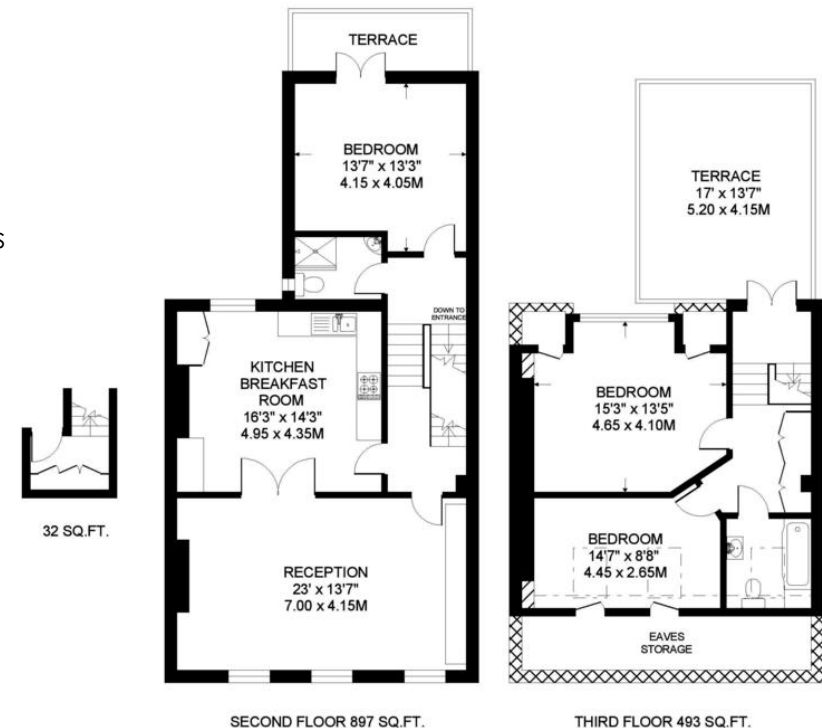 TERRACE
BEDROOM
13'7" x 13'3"
4.15 x 4.05M
DOWN TO
ENTRANCE
KITCHEN
BREAKFAST
ROOM
16'3" x 14'3"
4.95 x 4.35M
RECEPTION
23' x 13'7"
7.00 x 4.15M
S
32 SQ.FT.
SECOND FLOOR 897 SQ.FT.
TERRACE
17' x 13'7"
5.20 x 4.15M
BEDROOM
15'3" x 13'5"
4.65 x 4.10M
BEDROOM
14'7" x 8'8"
4.45 x 2.65M
EAVES
STORAGE
THIRD FLOOR 493 SQ.FT.